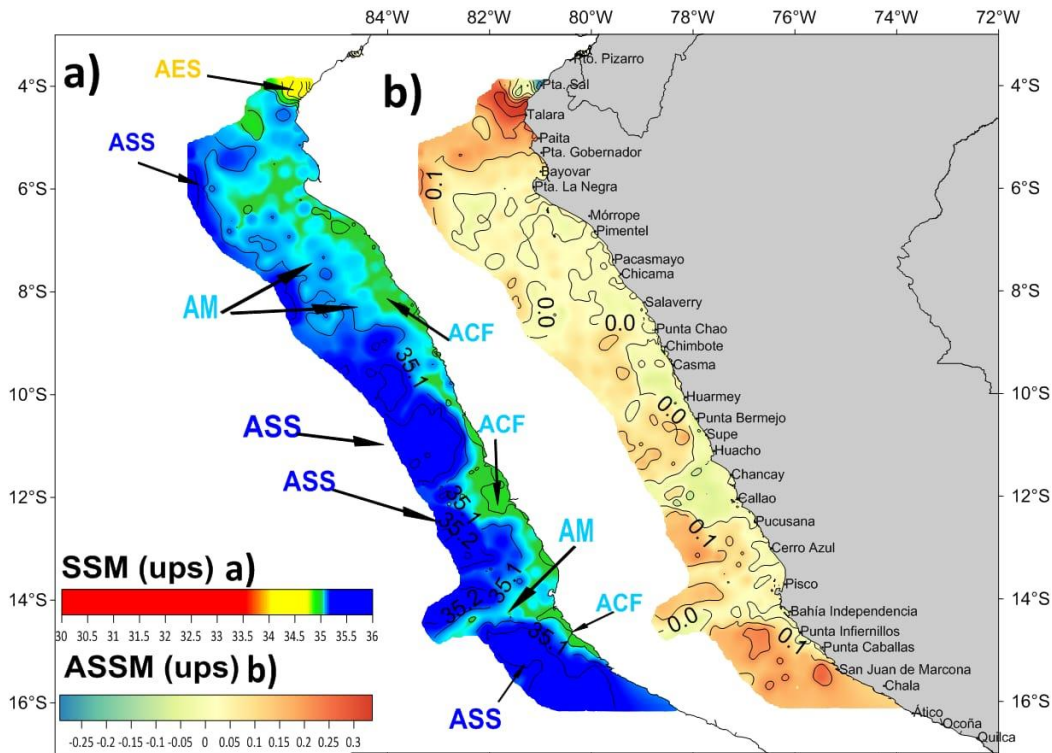 84°W 82°W 80°W 78°W 76°W 74°W 72°W
4°S
6°S
8°S
10°S
12°S
14°S
16°S
a)
AES
ASS
AM
ACF
ASS
ACF
ASS
AM
ACF
ASS
35.1
35.1
35.2
35.1
35.2
35.1
b)
0.1
0.0
0.0
0.0
0.1
0.0
0.1
Pto. Pizarro
Pta. Sal
Talara
Paita
Pta. Gobernador
Bayovar
Pta. La Negra
Mórrope
Pimentel
Pacasmayo
Chicama
Salaverry
Punta Chao
Chimbote
Casma
Huarmey
Punta Bermejo
Supe
Huacho
Chancay
Callao
Pucusana
Cerro Azul
Pisco
Bahía Independencia
Punta Infiernillos
Punta Caballas
San Juan de Marcona
Chala
Ático
Ocoña
Quilca
SSM (ups) a)
30 30.5 31 31.5 32 32.5 33 33.5 34 34.5 35 35.5 36
ASSM (ups) b)
-0.25 -0.2 -0.15 -0.1 -0.05 0 0.05 0.1 0.15 0.2 0.25 0.3